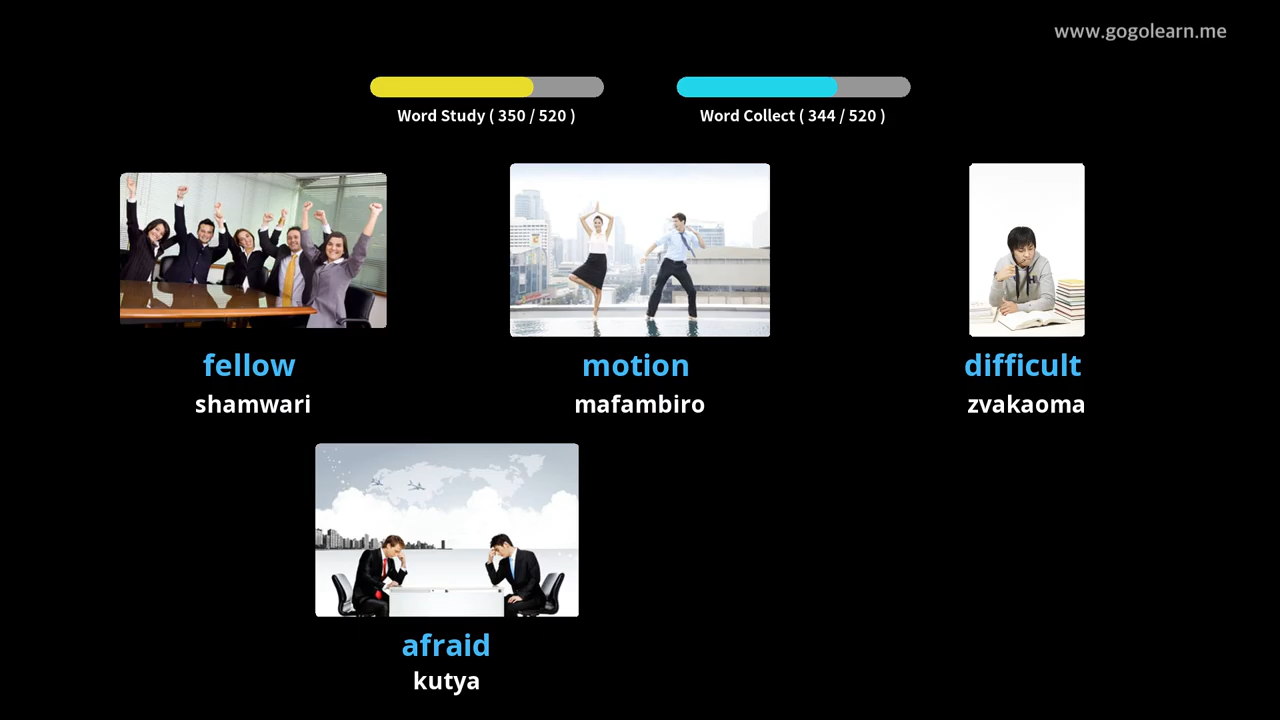 www.gogolearn.me
Word Study ( 350 / 520 )
Word Collect ( 344 / 520 )
fellow
shamwari
motion
mafambiro
difficult
zvakaoma
afraid
kutya